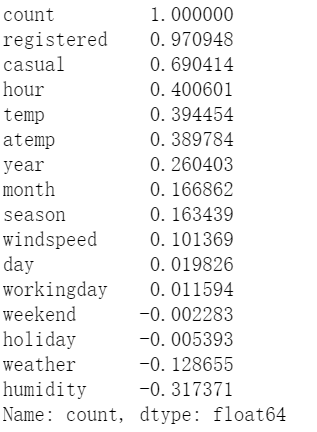 count 1.000000
registered 0.970948
casual 0.690414
hour 0.400601
temp 0.394454
atemp 0.389784
year 0.260403
month 0.166862
season 0.163439
windspeed 0.101369
day 0.019826
workingday 0.011594
weekend -0.002283
holiday -0.005393
weather -0.128655
humidity -0.317371
Name: count, dtype: float64